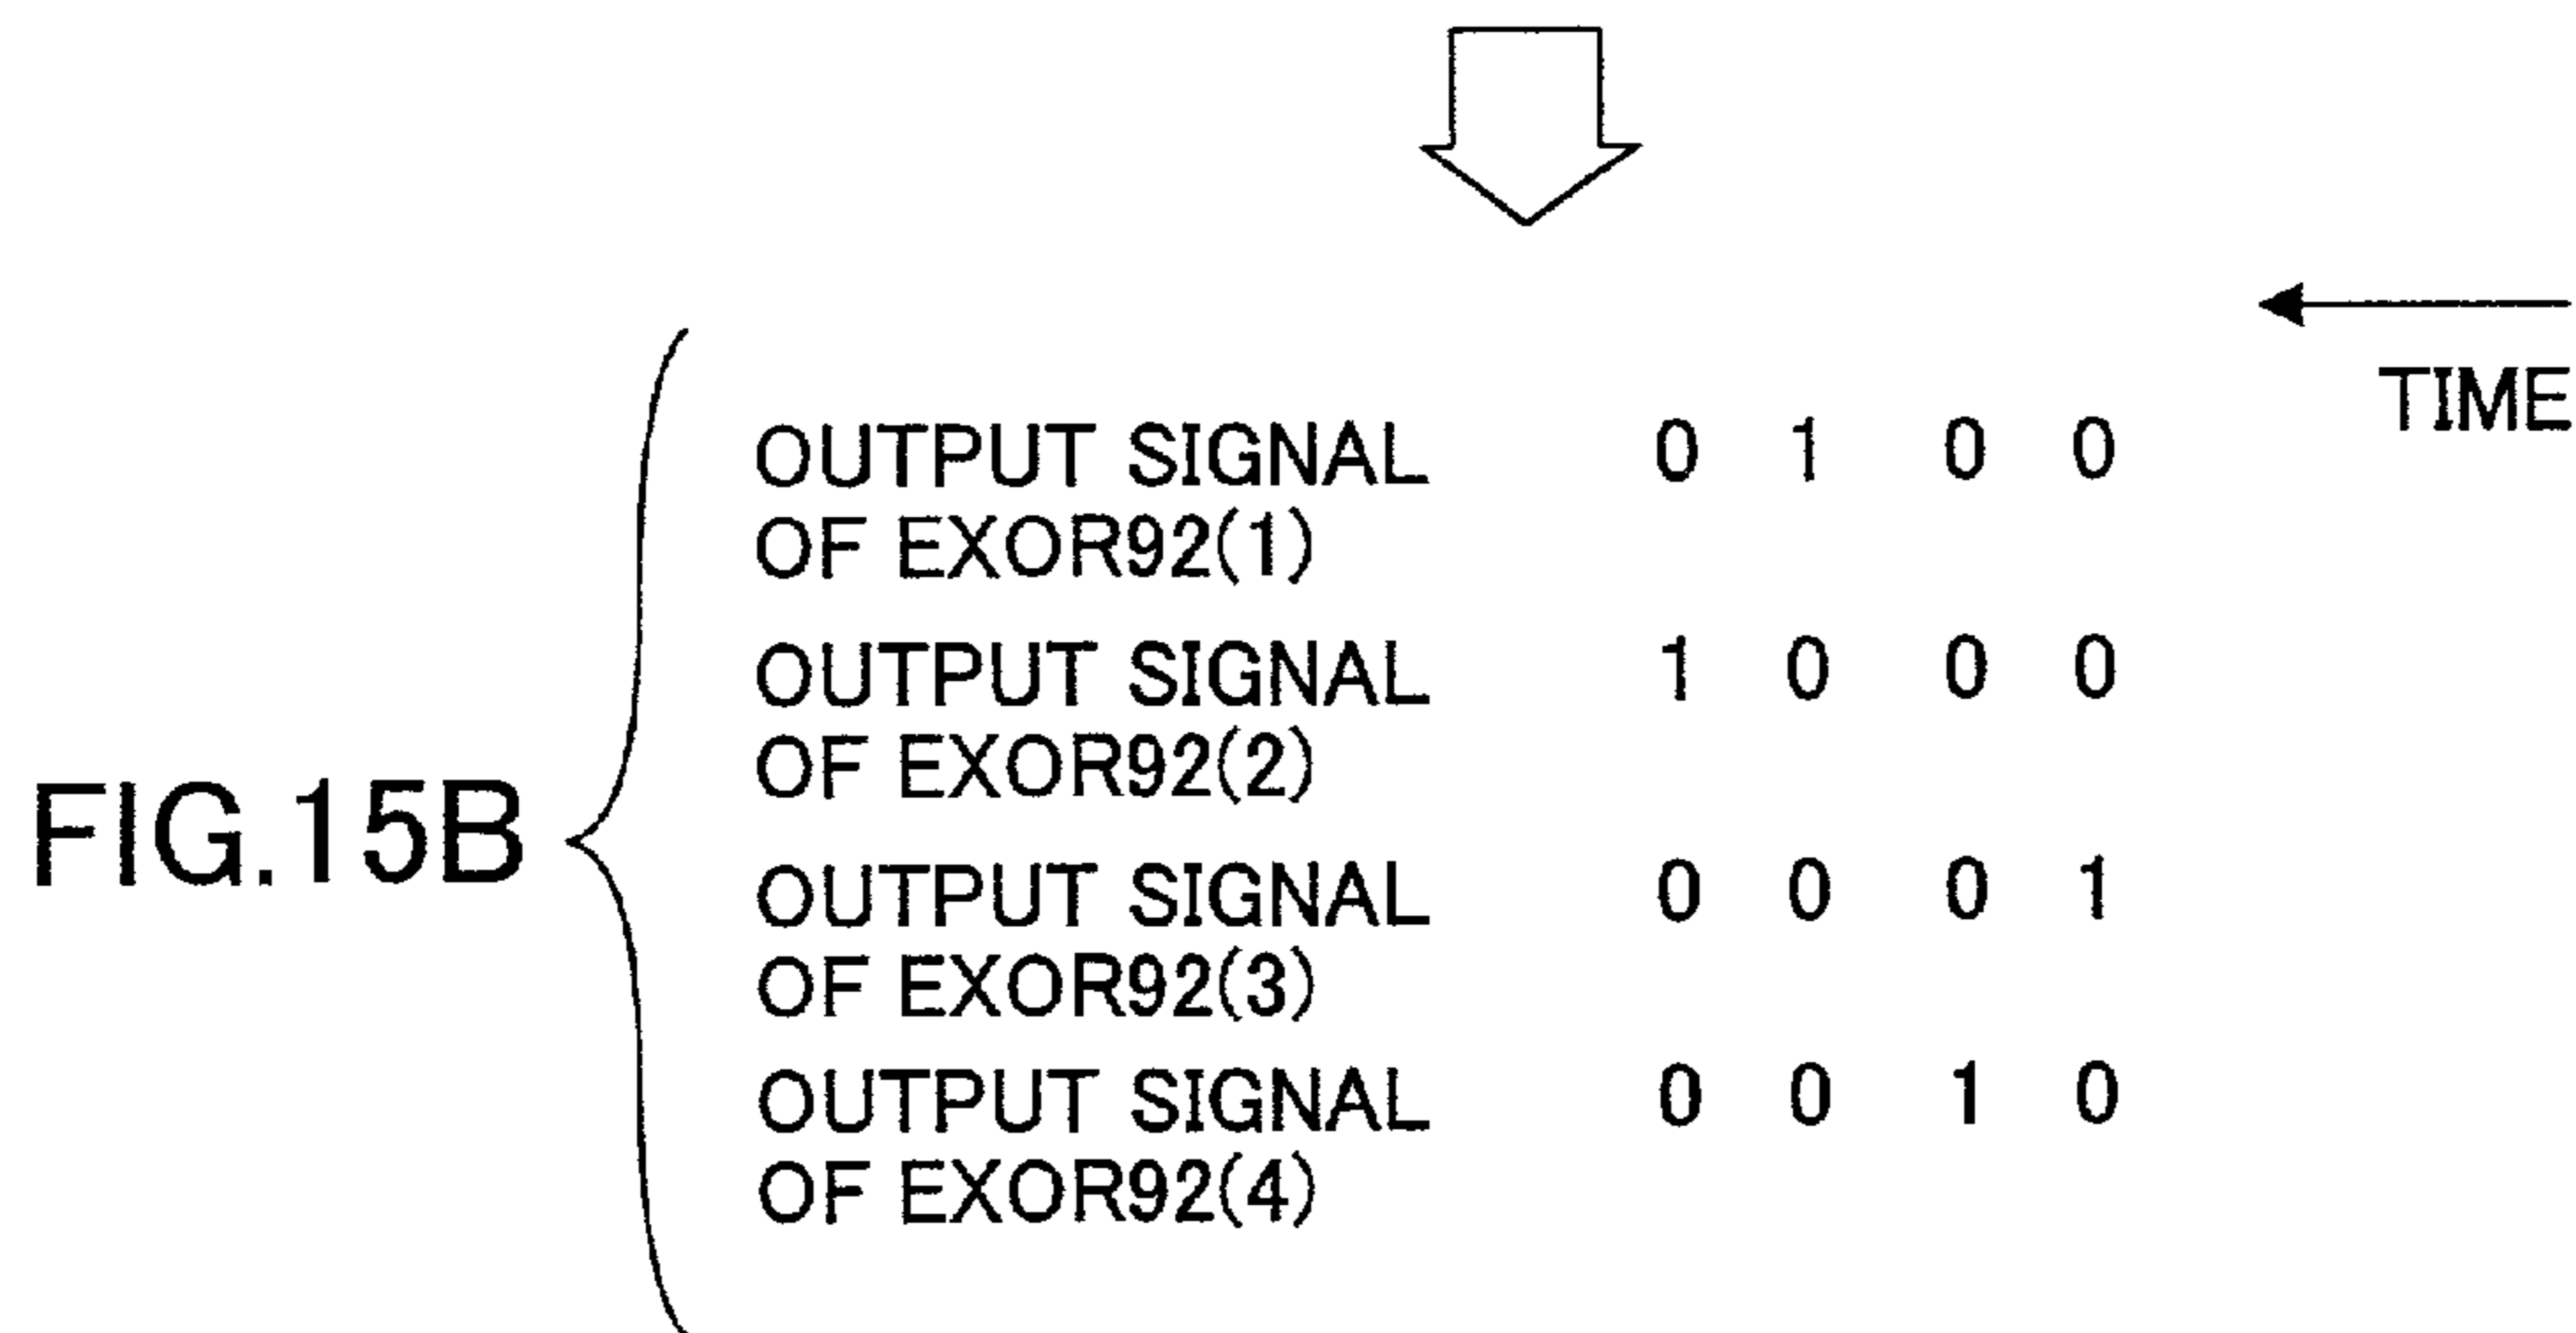 TIME
OUTPUT SIGNAL 0 1 0 0
OF EXOR92(1)
OUTPUT SIGNAL 1 0 0 0
OF EXOR92(2)
FIG.15B
OUTPUT SIGNAL 0 0 0 1
OF EXOR92(3)
OUTPUT SIGNAL 0 0 1 0
OF EXOR92(4)